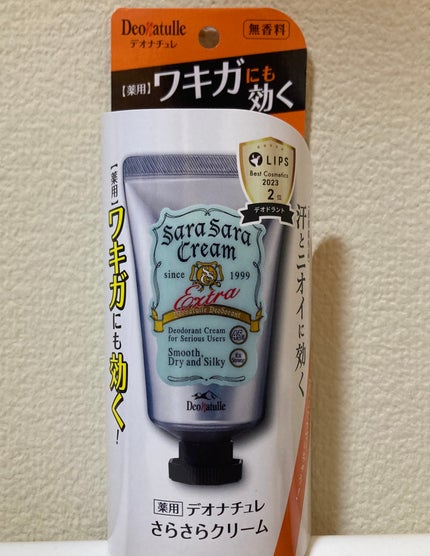 Deonatulle
デオナチュレ
無香料
【薬用】ワキガにも効く
LIPS
Best Cosmetics
2023
2位
デオドラント
【薬用】ワキガにも効く!
汗とニオイに効く
Sara Sara
Cream
since 1999
Extra
Deonatulle Deodorant
Deodorant Cream
for Serious Users
Smooth,
Dry and Silky
Deonatulle
薬用 デオナチュレ
さらさらクリーム